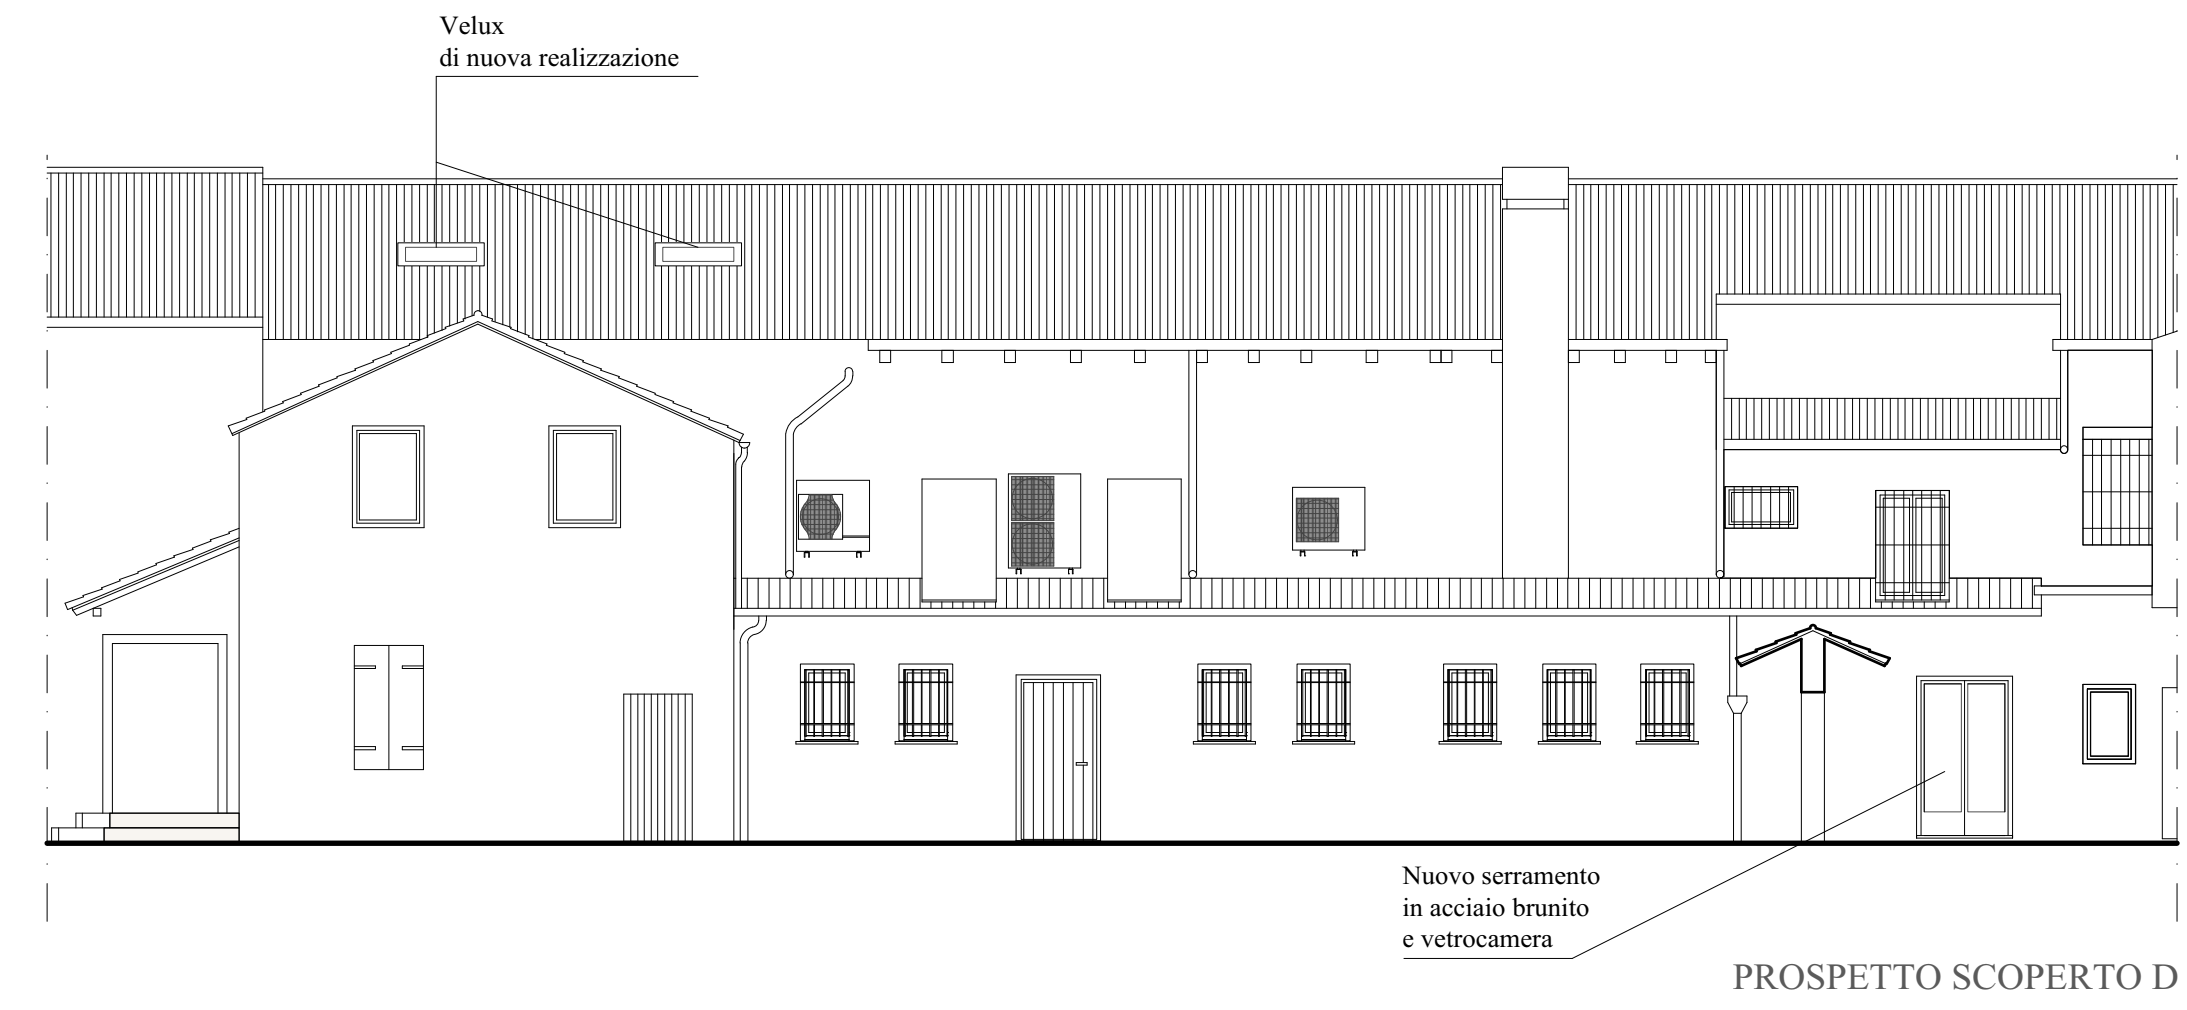 Velux
di nuova realizzazione
Nuovo serramento
in acciaio brunito
e vetrocamera
PROSPETTO SCOPERTO D